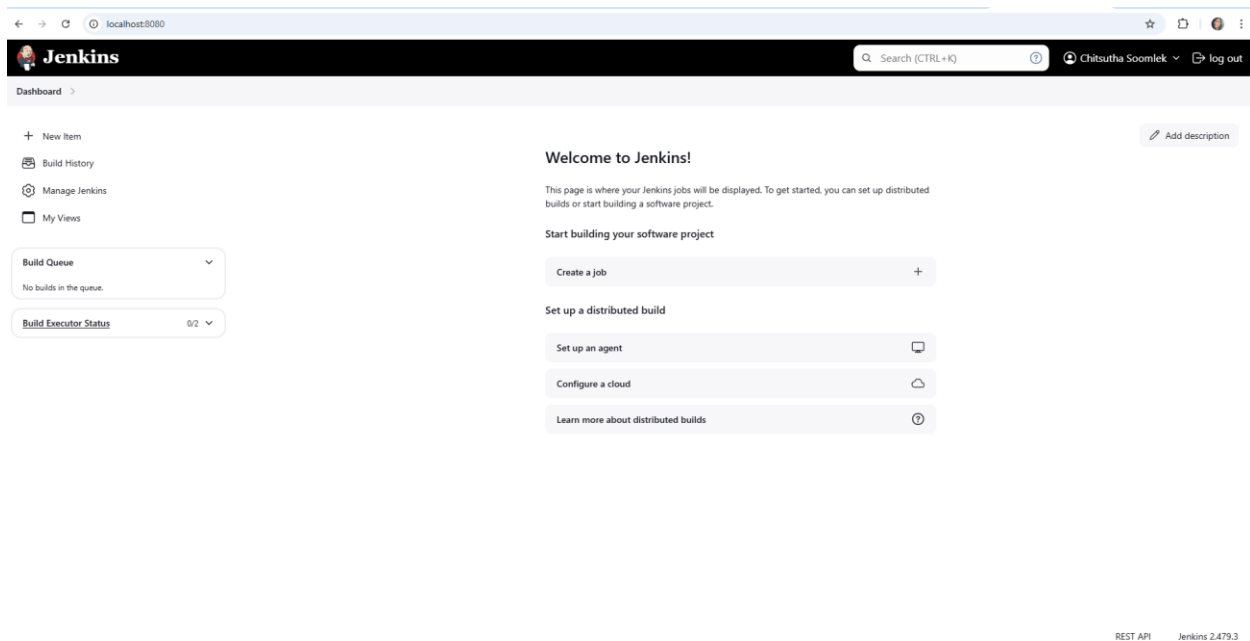 localhost:8080
Jenkins
Search (CTRL+K)
Chitsutha Soomlek
log out
Dashboard
New Item
Build History
Manage Jenkins
My Views
Build Queue
No builds in the queue.
Build Executor Status 0/2
Add description
Welcome to Jenkins!
This page is where your Jenkins jobs will be displayed. To get started, you can set up distributed
builds or start building a software project.
Start building your software project
Create a job
Set up a distributed build
Set up an agent
Configure a cloud
Learn more about distributed builds
REST API
Jenkins 2.479.3